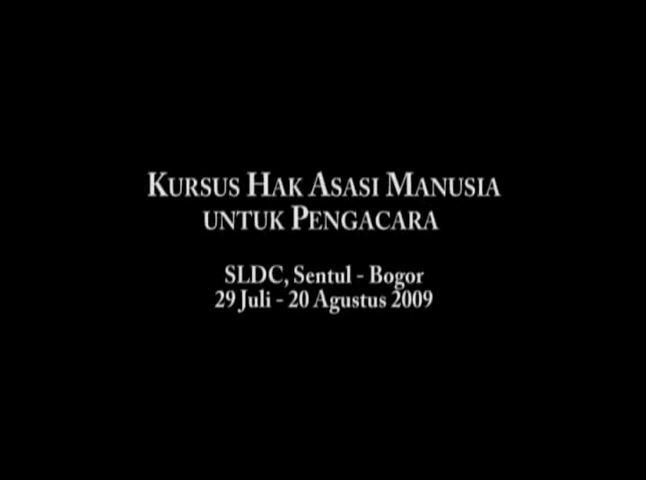 KURSUS HAK ASASI MANUSIA
UNTUK PENGACARA
SLDC, Sentul - Bogor
29 Juli - 20 Agustus 2009